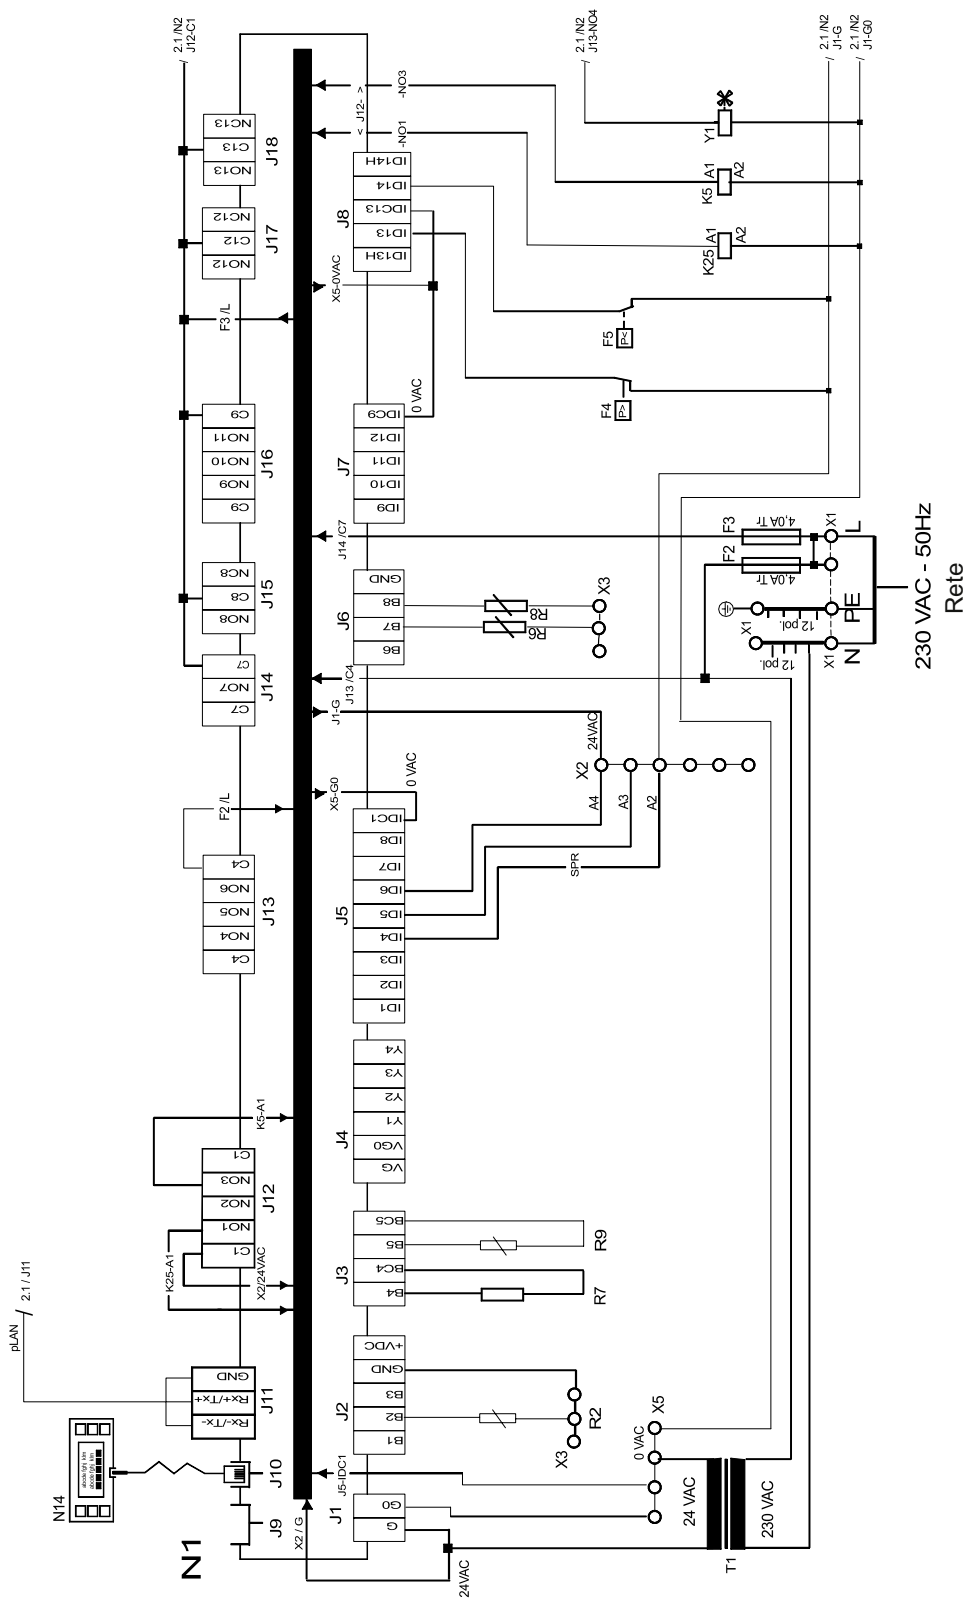 N1
N14
abcde fghj klm
abcde fghj klm
J9
J10
J11
Rx-/Tx-
Rx+/Tx+
GND
pLAN
/ 2.1 / J11
J12
C1
NO1
NO2
NO3
C1
K25-A1
X2/24VAC
K5-A1
J13
C4
NO4
NO5
NO6
C4
F2 /L
J14
C7
NO7
C7
J15
NO8
C8
NC8
J16
C9
NO9
NO10
NO11
C9
F3 /L
J17
NO12
C12
NC12
J18
NO13
C13
NC13
/ 2.1 /N2
J12-C1
X2 / G
J5-IDC1
X5-G0
J1-G
J13 /C4
J14 /C7
X5-0VAC
< J12- >
-NO1
-NO3
J1
G
G0
24VAC
J2
B1
B2
B3
GND
+VDC
X3
R2
J3
B4
BC4
B5
BC5
R7
R9
J4
VG
VG0
Y1
Y2
Y3
Y4
J5
ID1
ID2
ID3
ID4
ID5
ID6
ID7
ID8
IDC1
0 VAC
SPR
X2
24VAC
A4
A3
A2
J6
B6
B7
B8
GND
R6
R8
X3
J7
ID9
ID10
ID11
ID12
IDC9
0 VAC
J8
ID13H
ID13
IDC13
ID14
ID14H
F4
P>
F5
P<
K25
A1
A2
K5
A1
A2
Y1
/ 2.1 /N2
J13-NO4
/ 2.1 /N2
J1-G
/ 2.1 /N2
J1-G0
T1
24 VAC
230 VAC
0 VAC
X5
X1
12 pol.
12 pol.
F2
4,0A Tr
F3
4,0A Tr
X1
X1
N
PE
L
230 VAC - 50Hz
Rete